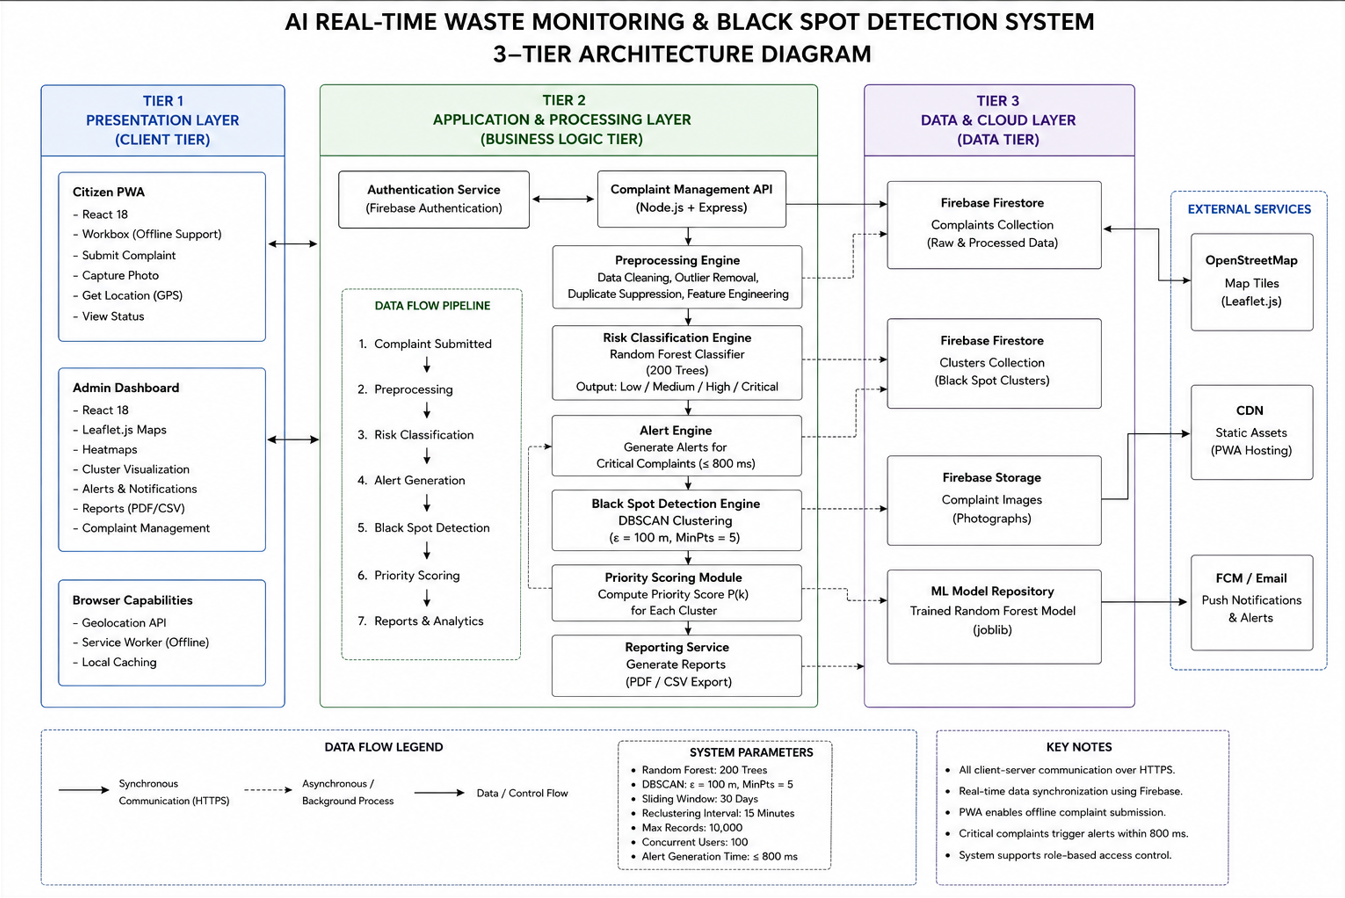 AI REAL-TIME WASTE MONITORING & BLACK SPOT DETECTION SYSTEM
3–TIER ARCHITECTURE DIAGRAM
TIER 1
PRESENTATION LAYER
(CLIENT TIER)
Citizen PWA
- React 18
- Workbox (Offline Support)
- Submit Complaint
- Capture Photo
- Get Location (GPS)
- View Status
Admin Dashboard
- React 18
- Leaflet.js Maps
- Heatmaps
- Cluster Visualization
- Alerts & Notifications
- Reports (PDF/CSV)
- Complaint Management
Browser Capabilities
- Geolocation API
- Service Worker (Offline)
- Local Caching
TIER 2
APPLICATION & PROCESSING LAYER
(BUSINESS LOGIC TIER)
Authentication Service
(Firebase Authentication)
Complaint Management API
(Node.js + Express)
DATA FLOW PIPELINE
1. Complaint Submitted
2. Preprocessing
3. Risk Classification
4. Alert Generation
5. Black Spot Detection
6. Priority Scoring
7. Reports & Analytics
Preprocessing Engine
Data Cleaning, Outlier Removal,
Duplicate Suppression, Feature Engineering
Risk Classification Engine
Random Forest Classifier
(200 Trees)
Output: Low / Medium / High / Critical
Alert Engine
Generate Alerts for
Critical Complaints (≤ 800 ms)
Black Spot Detection Engine
DBSCAN Clustering
(ε = 100 m, MinPts = 5)
Priority Scoring Module
Compute Priority Score P(k)
for Each Cluster
Reporting Service
Generate Reports
(PDF / CSV Export)
TIER 3
DATA & CLOUD LAYER
(DATA TIER)
Firebase Firestore
Complaints Collection
(Raw & Processed Data)
Firebase Firestore
Clusters Collection
(Black Spot Clusters)
Firebase Storage
Complaint Images
(Photographs)
ML Model Repository
Trained Random Forest Model
(joblib)
EXTERNAL SERVICES
OpenStreetMap
Map Tiles
(Leaflet.js)
CDN
Static Assets
(PWA Hosting)
FCM / Email
Push Notifications
& Alerts
DATA FLOW LEGEND
Synchronous
Communication (HTTPS)
Asynchronous /
Background Process
Data / Control Flow
SYSTEM PARAMETERS
• Random Forest: 200 Trees
• DBSCAN: ε = 100 m, MinPts = 5
• Sliding Window: 30 Days
• Reclustering Interval: 15 Minutes
• Max Records: 10,000
• Concurrent Users: 100
• Alert Generation Time: ≤ 800 ms
KEY NOTES
• All client-server communication over HTTPS.
• Real-time data synchronization using Firebase.
• PWA enables offline complaint submission.
• Critical complaints trigger alerts within 800 ms.
• System supports role-based access control.